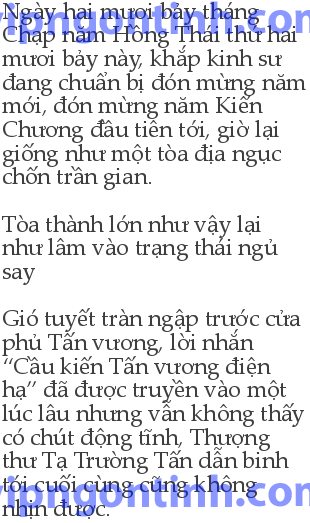 Ngày hai mươi bảy tháng
Chạp năm Hồng Thái thứ hai
mươi bảy này, khắp kinh sư
đang chuẩn bị đón mừng năm
mới, đón mừng năm Kiến
Chương đầu tiên tới, giờ lại
giống như một tòa địa ngục
chốn trần gian.
Tòa thành lớn như vậy lại
như lâm vào trạng thái ngủ
say
Gió tuyết tràn ngập trước cửa
phủ Tấn vương, lời nhắn
“Cầu kiến Tấn vương điện
hạ” đã được truyền vào một
lúc lâu nhưng vẫn không thấy
có chút động tĩnh, Thượng
thư Tạ Trường Tấn dẫn binh
tới cuối cùng cũng không
nhịn được.